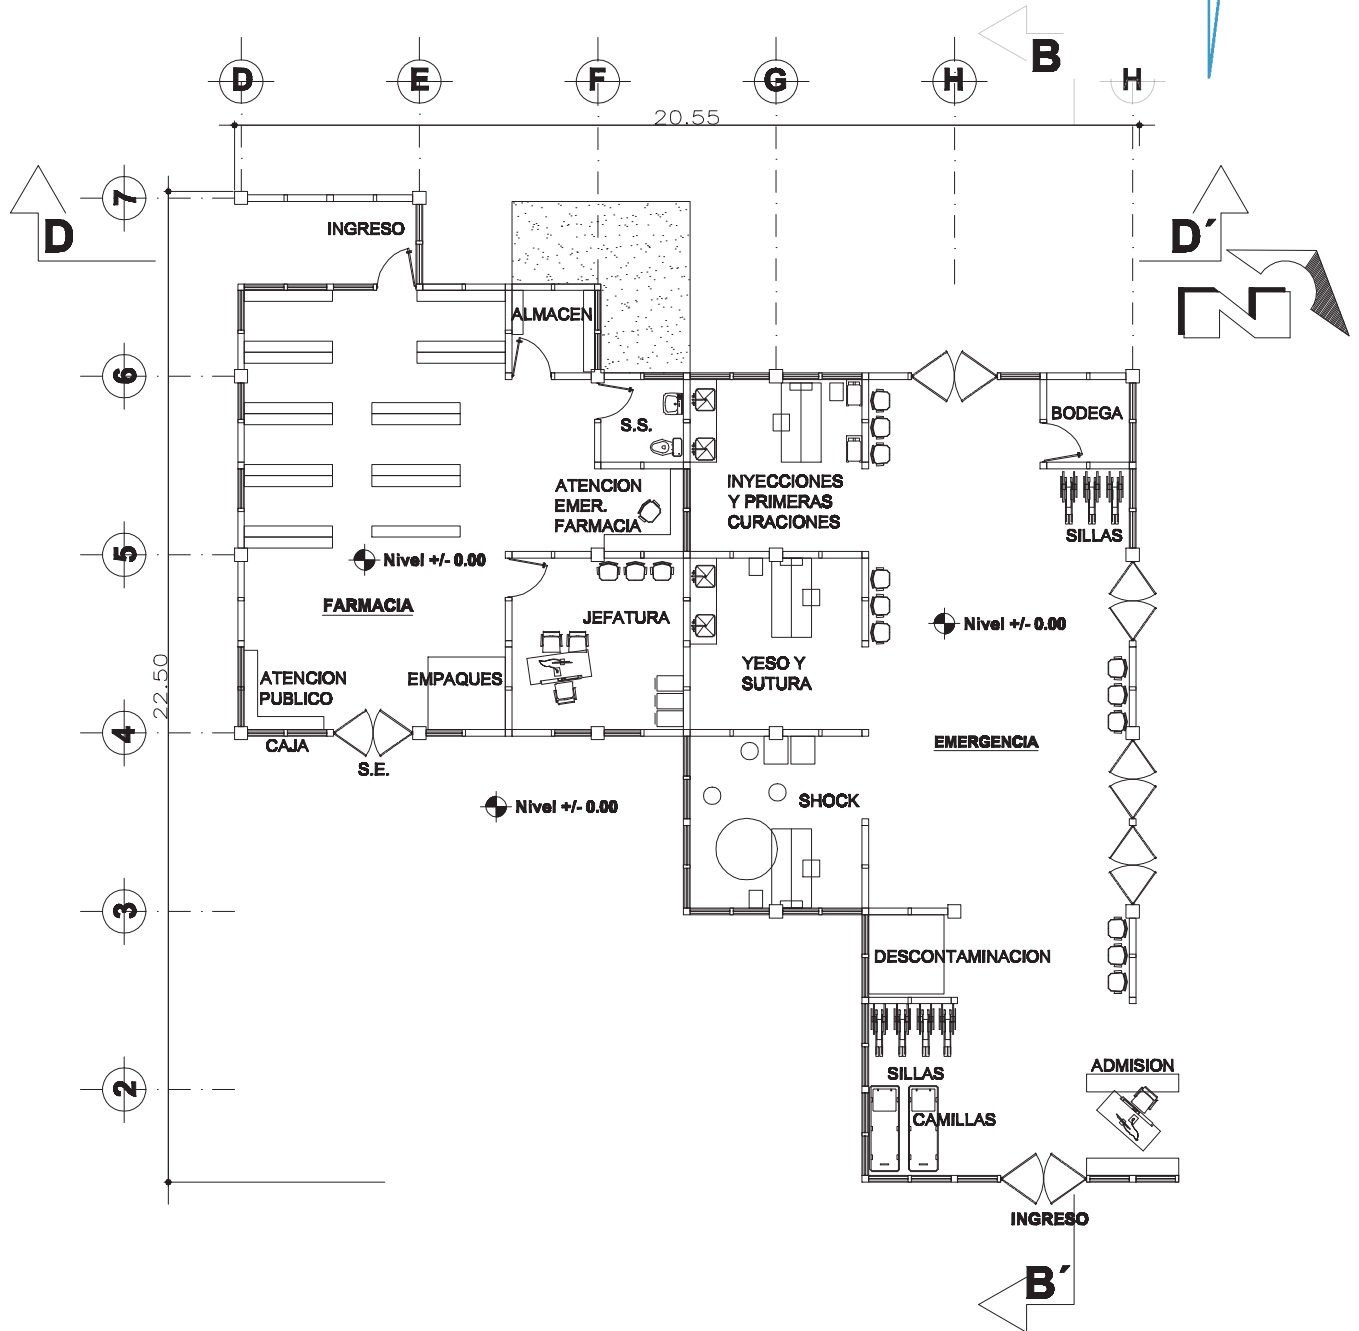 B
D E F G H H
20.55
7
D
D´
INGRESO
N
ALMACEN
6
BODEGA
S.S.
ATENCION
EMER.
FARMACIA
INYECCIONES
Y PRIMERAS
CURACIONES
SILLAS
5
Nivel +/- 0.00
FARMACIA
JEFATURA
Nivel +/- 0.00
22.50
ATENCION
PUBLICO
EMPAQUES
YESO Y
SUTURA
4
CAJA
S.E.
EMERGENCIA
Nivel +/- 0.00
SHOCK
3
DESCONTAMINACION
2
SILLAS
ADMISION
CAMILLAS
INGRESO
B´